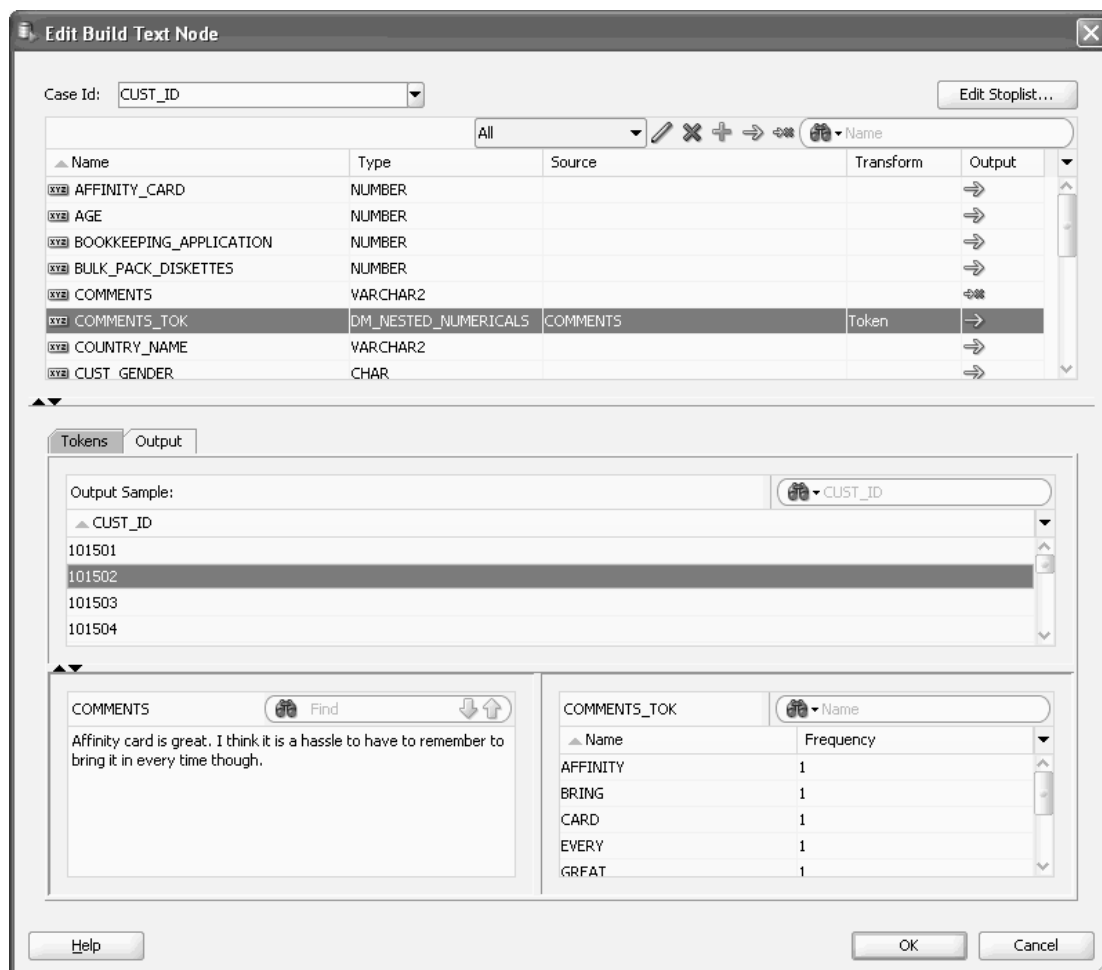 Edit Build Text Node
Case Id: CUST_ID Edit Stoplist...
All Name
Name Type Source Transform Output
AFFINITY_CARD NUMBER
AGE NUMBER
BOOKKEEPING_APPLICATION NUMBER
BULK_PACK_DISKETTES NUMBER
COMMENTS VARCHAR2
COMMENTS_TOK DM_NESTED_NUMERICALS COMMENTS Token
COUNTRY_NAME VARCHAR2
CUST_GENDER CHAR
Tokens Output
Output Sample: CUST_ID
CUST_ID
101501
101502
101503
101504
COMMENTS Find
Affinity card is great. I think it is a hassle to have to remember to
bring it in every time though.
COMMENTS_TOK Name
Name Frequency
AFFINITY 1
BRING 1
CARD 1
EVERY 1
GREAT 1
Help OK Cancel